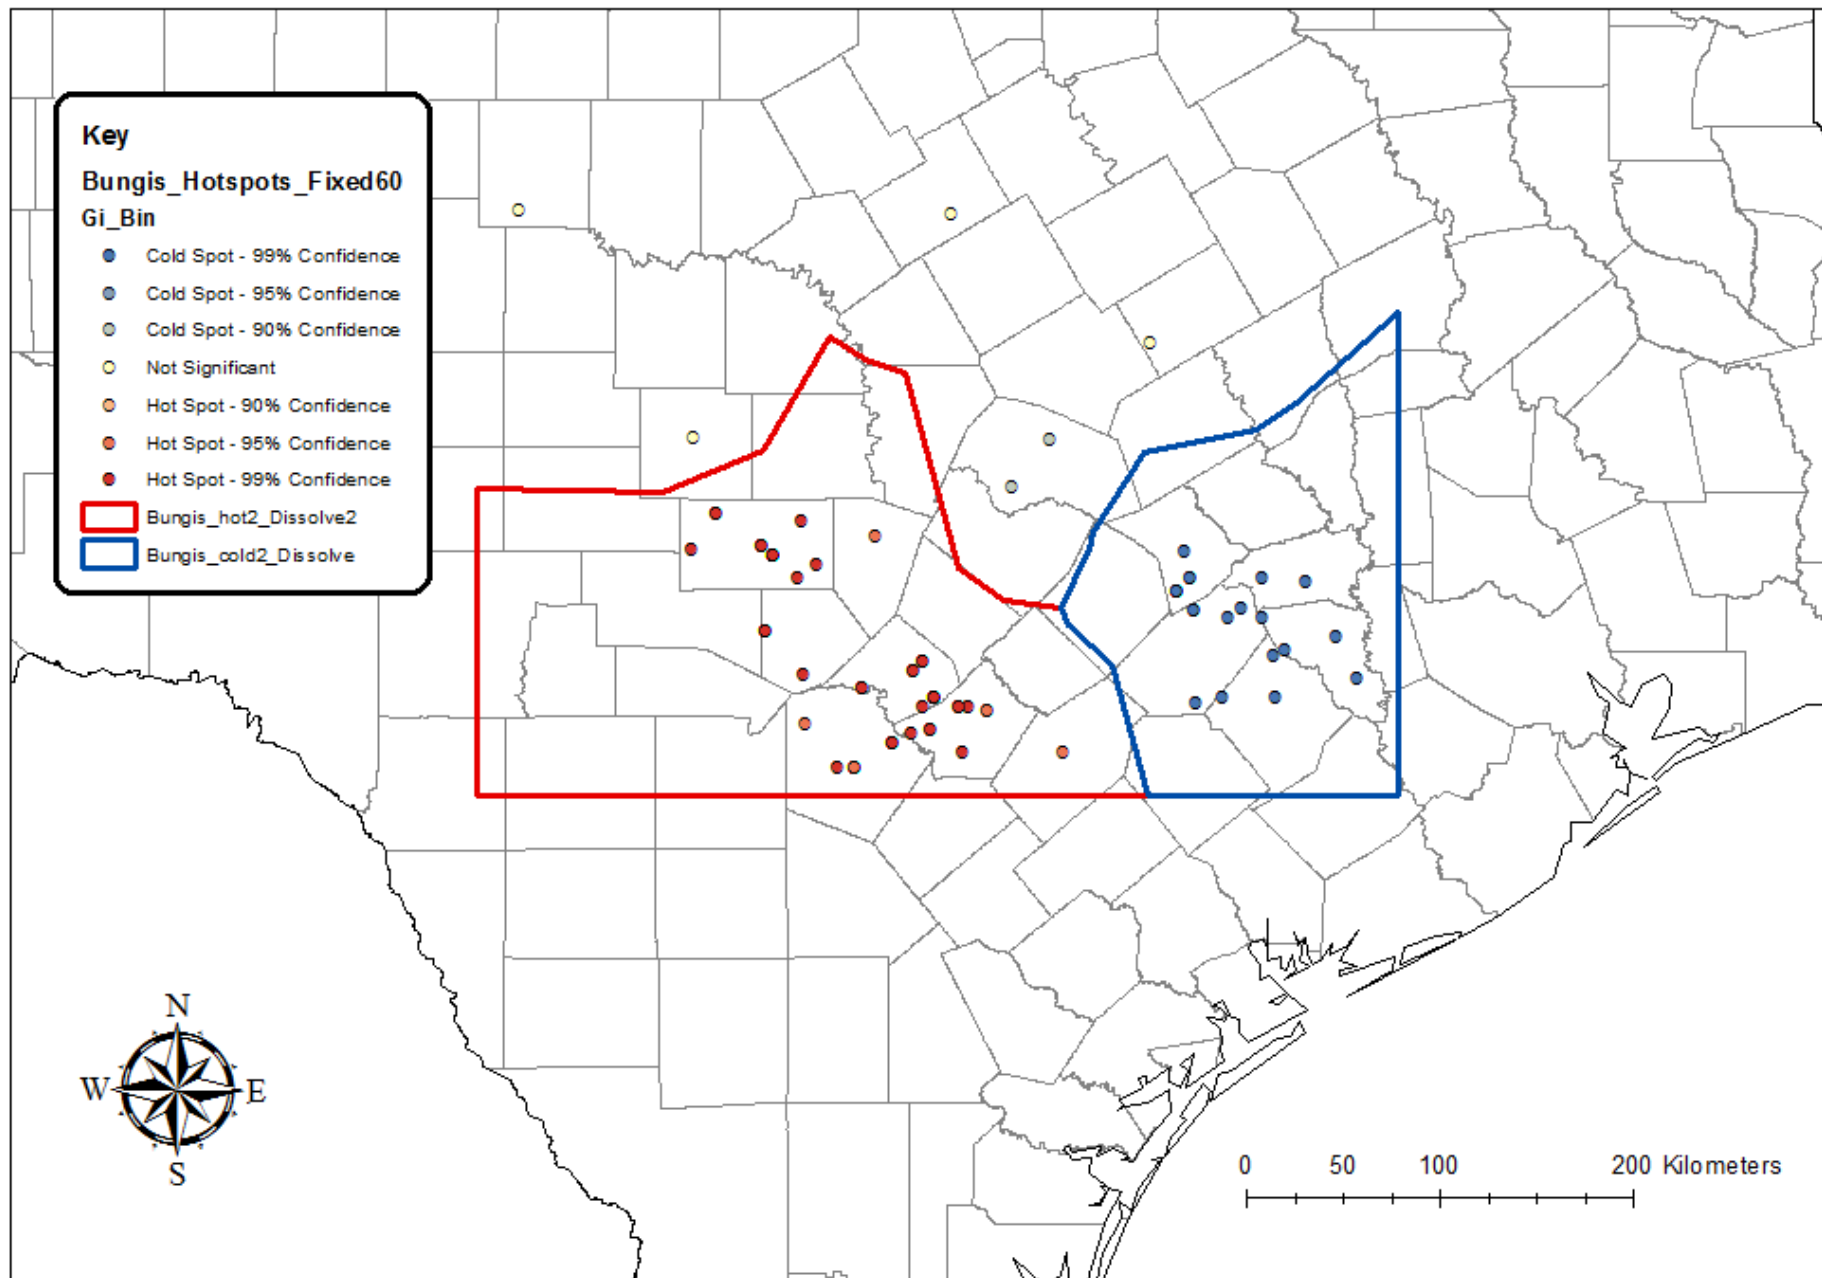 Key
Bungis_Hotspots_Fixed60
Gi_Bin
Cold Spot - 99% Confidence
Cold Spot - 95% Confidence
Cold Spot - 90% Confidence
Not Significant
Hot Spot - 90% Confidence
Hot Spot - 95% Confidence
Hot Spot - 99% Confidence
Bungis_hot2_Dissolve2
Bungis_cold2_Dissolve
N
W E
S
0 50 100 200 Kilometers